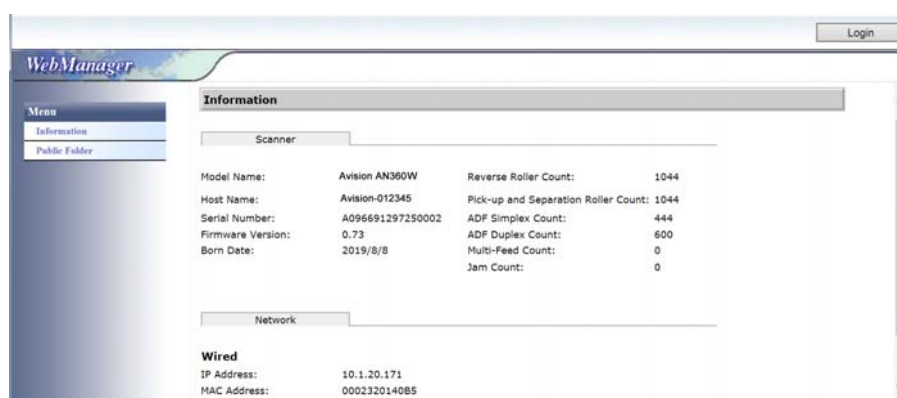 Login
WebManager
Menu
Information
Public Folder
Information
Scanner
Model Name: Avision AN360W Reverse Roller Count: 1044
Host Name: Avision-012345 Pick-up and Separation Roller Count: 1044
Serial Number: A096691297250002 ADF Simplex Count: 444
Firmware Version: 0.73 ADF Duplex Count: 600
Born Date: 2019/8/8 Multi-Feed Count: 0
Jam Count: 0
Network
Wired
IP Address: 10.1.20.171
MAC Address: 0002320140B5